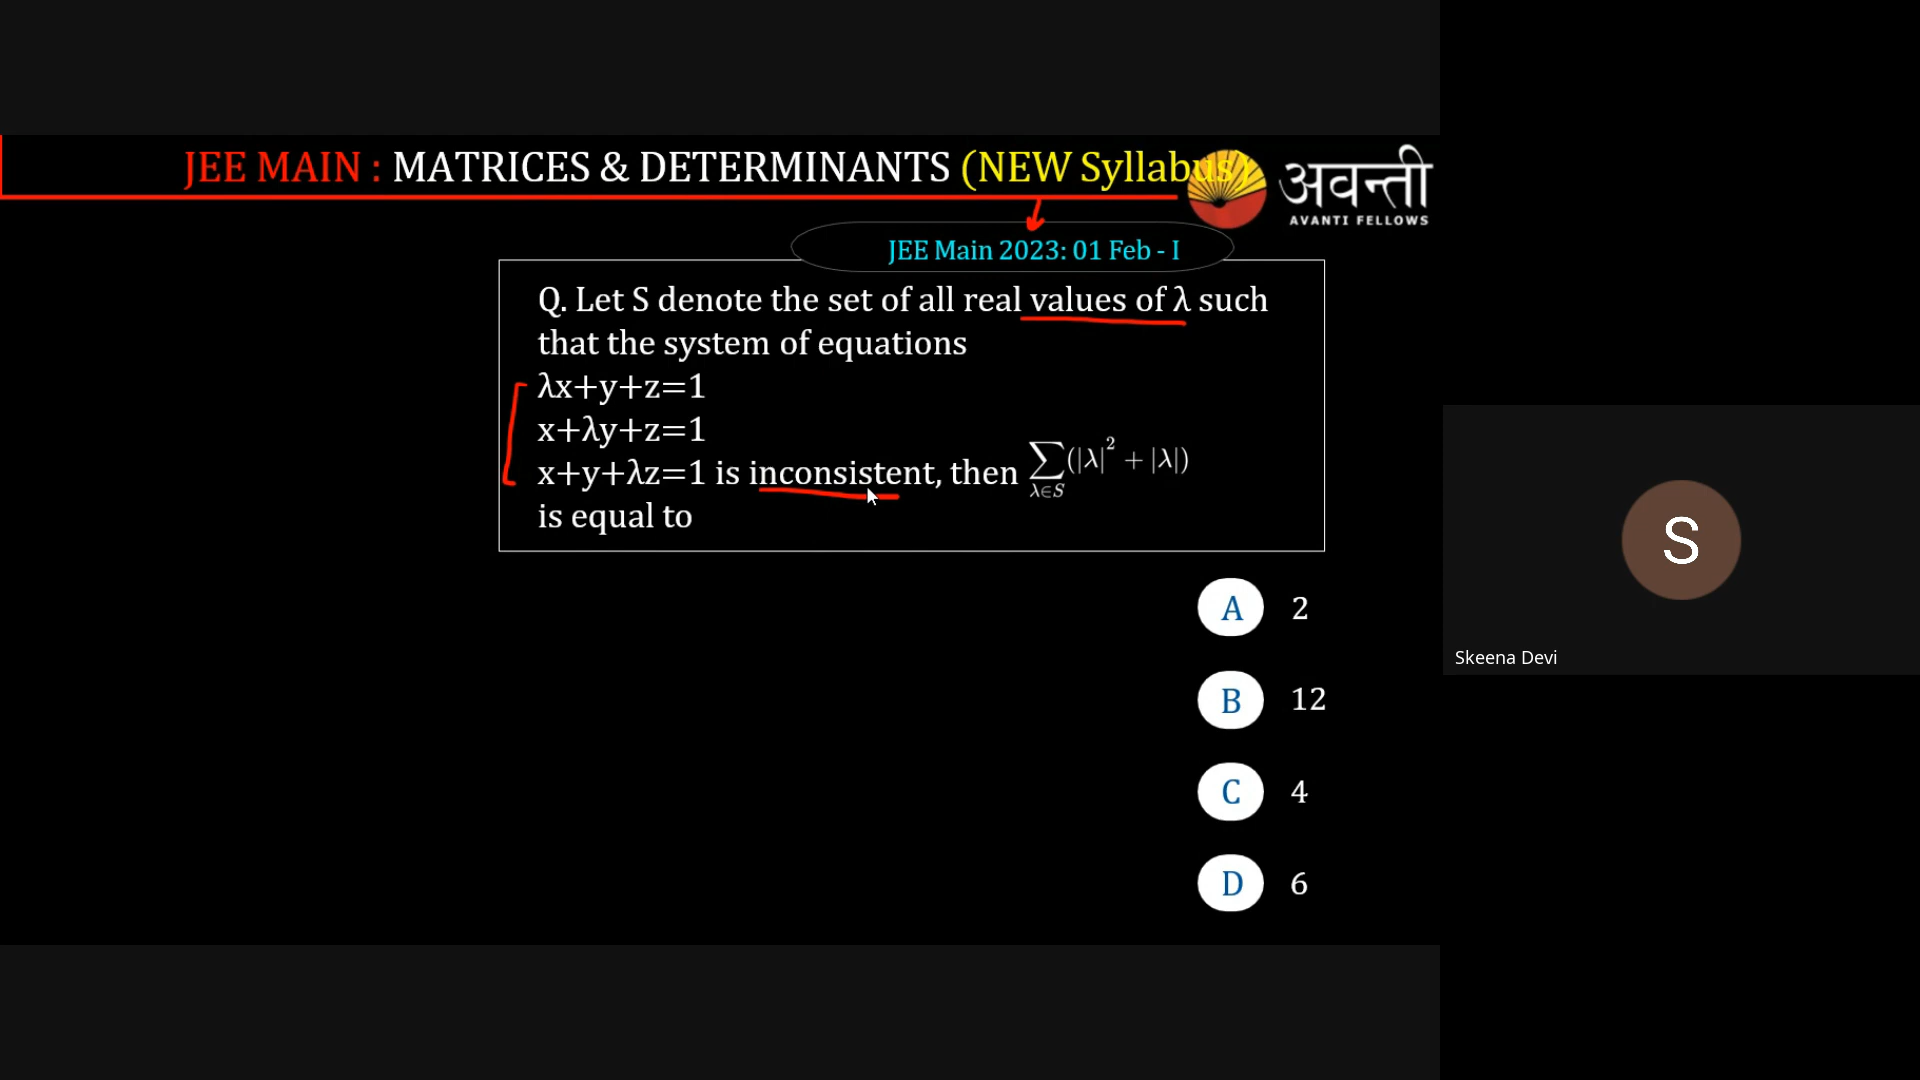 JEE MAIN : MATRICES & DETERMINANTS (NEW Syllabus)
अवन्ती
AVANTI FELLOWS
JEE Main 2023: 01 Feb - I
Q. Let S denote the set of all real values of λ such
that the system of equations
λx+y+z=1
x+λy+z=1
x+y+λz=1 is inconsistent, then ∑_{λ∈S}(|λ|² + |λ|)
is equal to
A 2
B 12
C 4
D 6
S
Skeena Devi